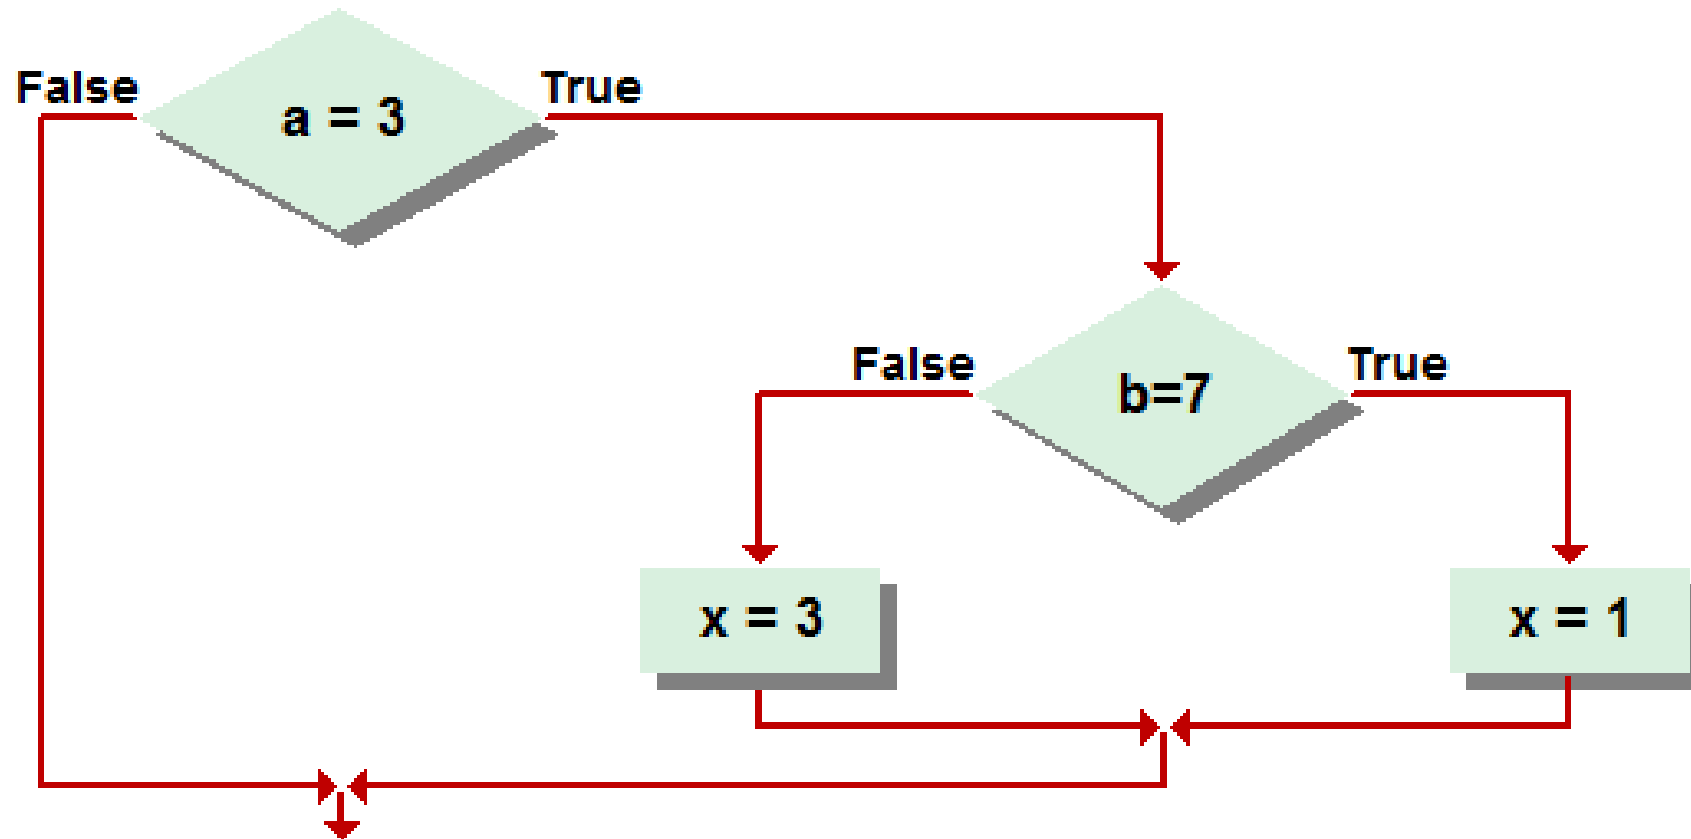 False
a = 3
True
False
b=7
True
x = 3
x = 1